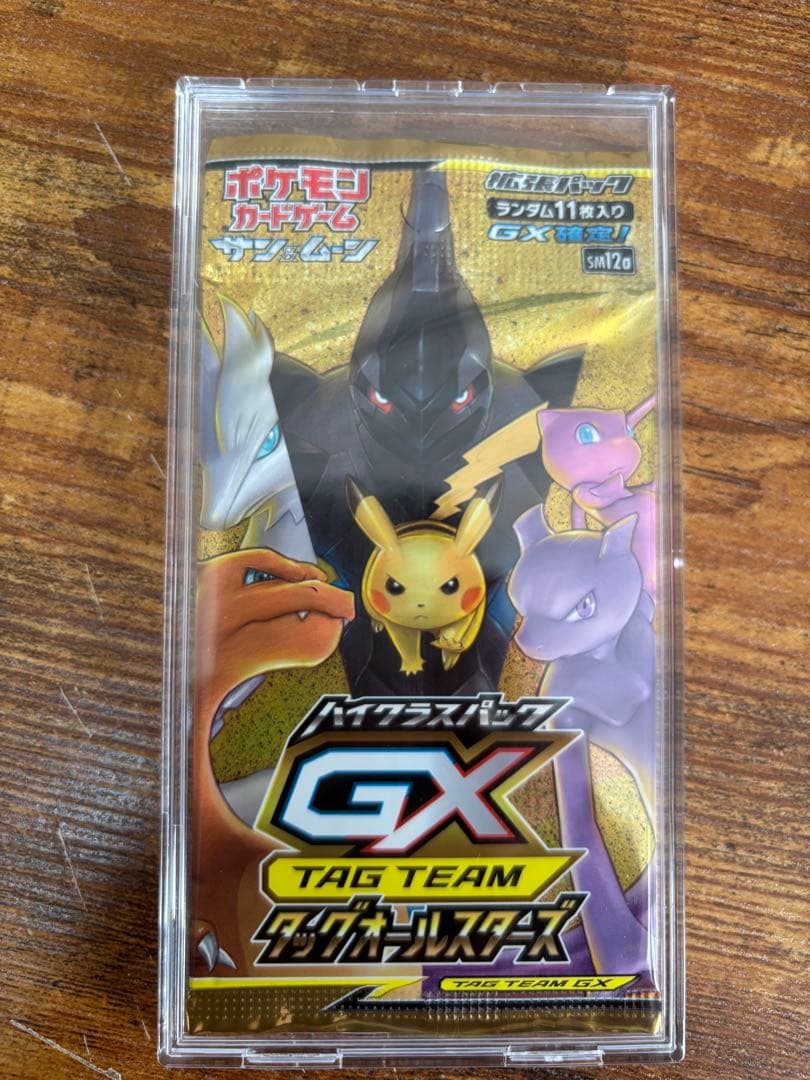 ポケモン
カードゲーム
サン&ムーン
拡張パック
ランダム11枚入り
GX確定!
SM12a
ハイクラスパック
GX
TAG TEAM
タッグオールスターズ
TAG TEAM GX